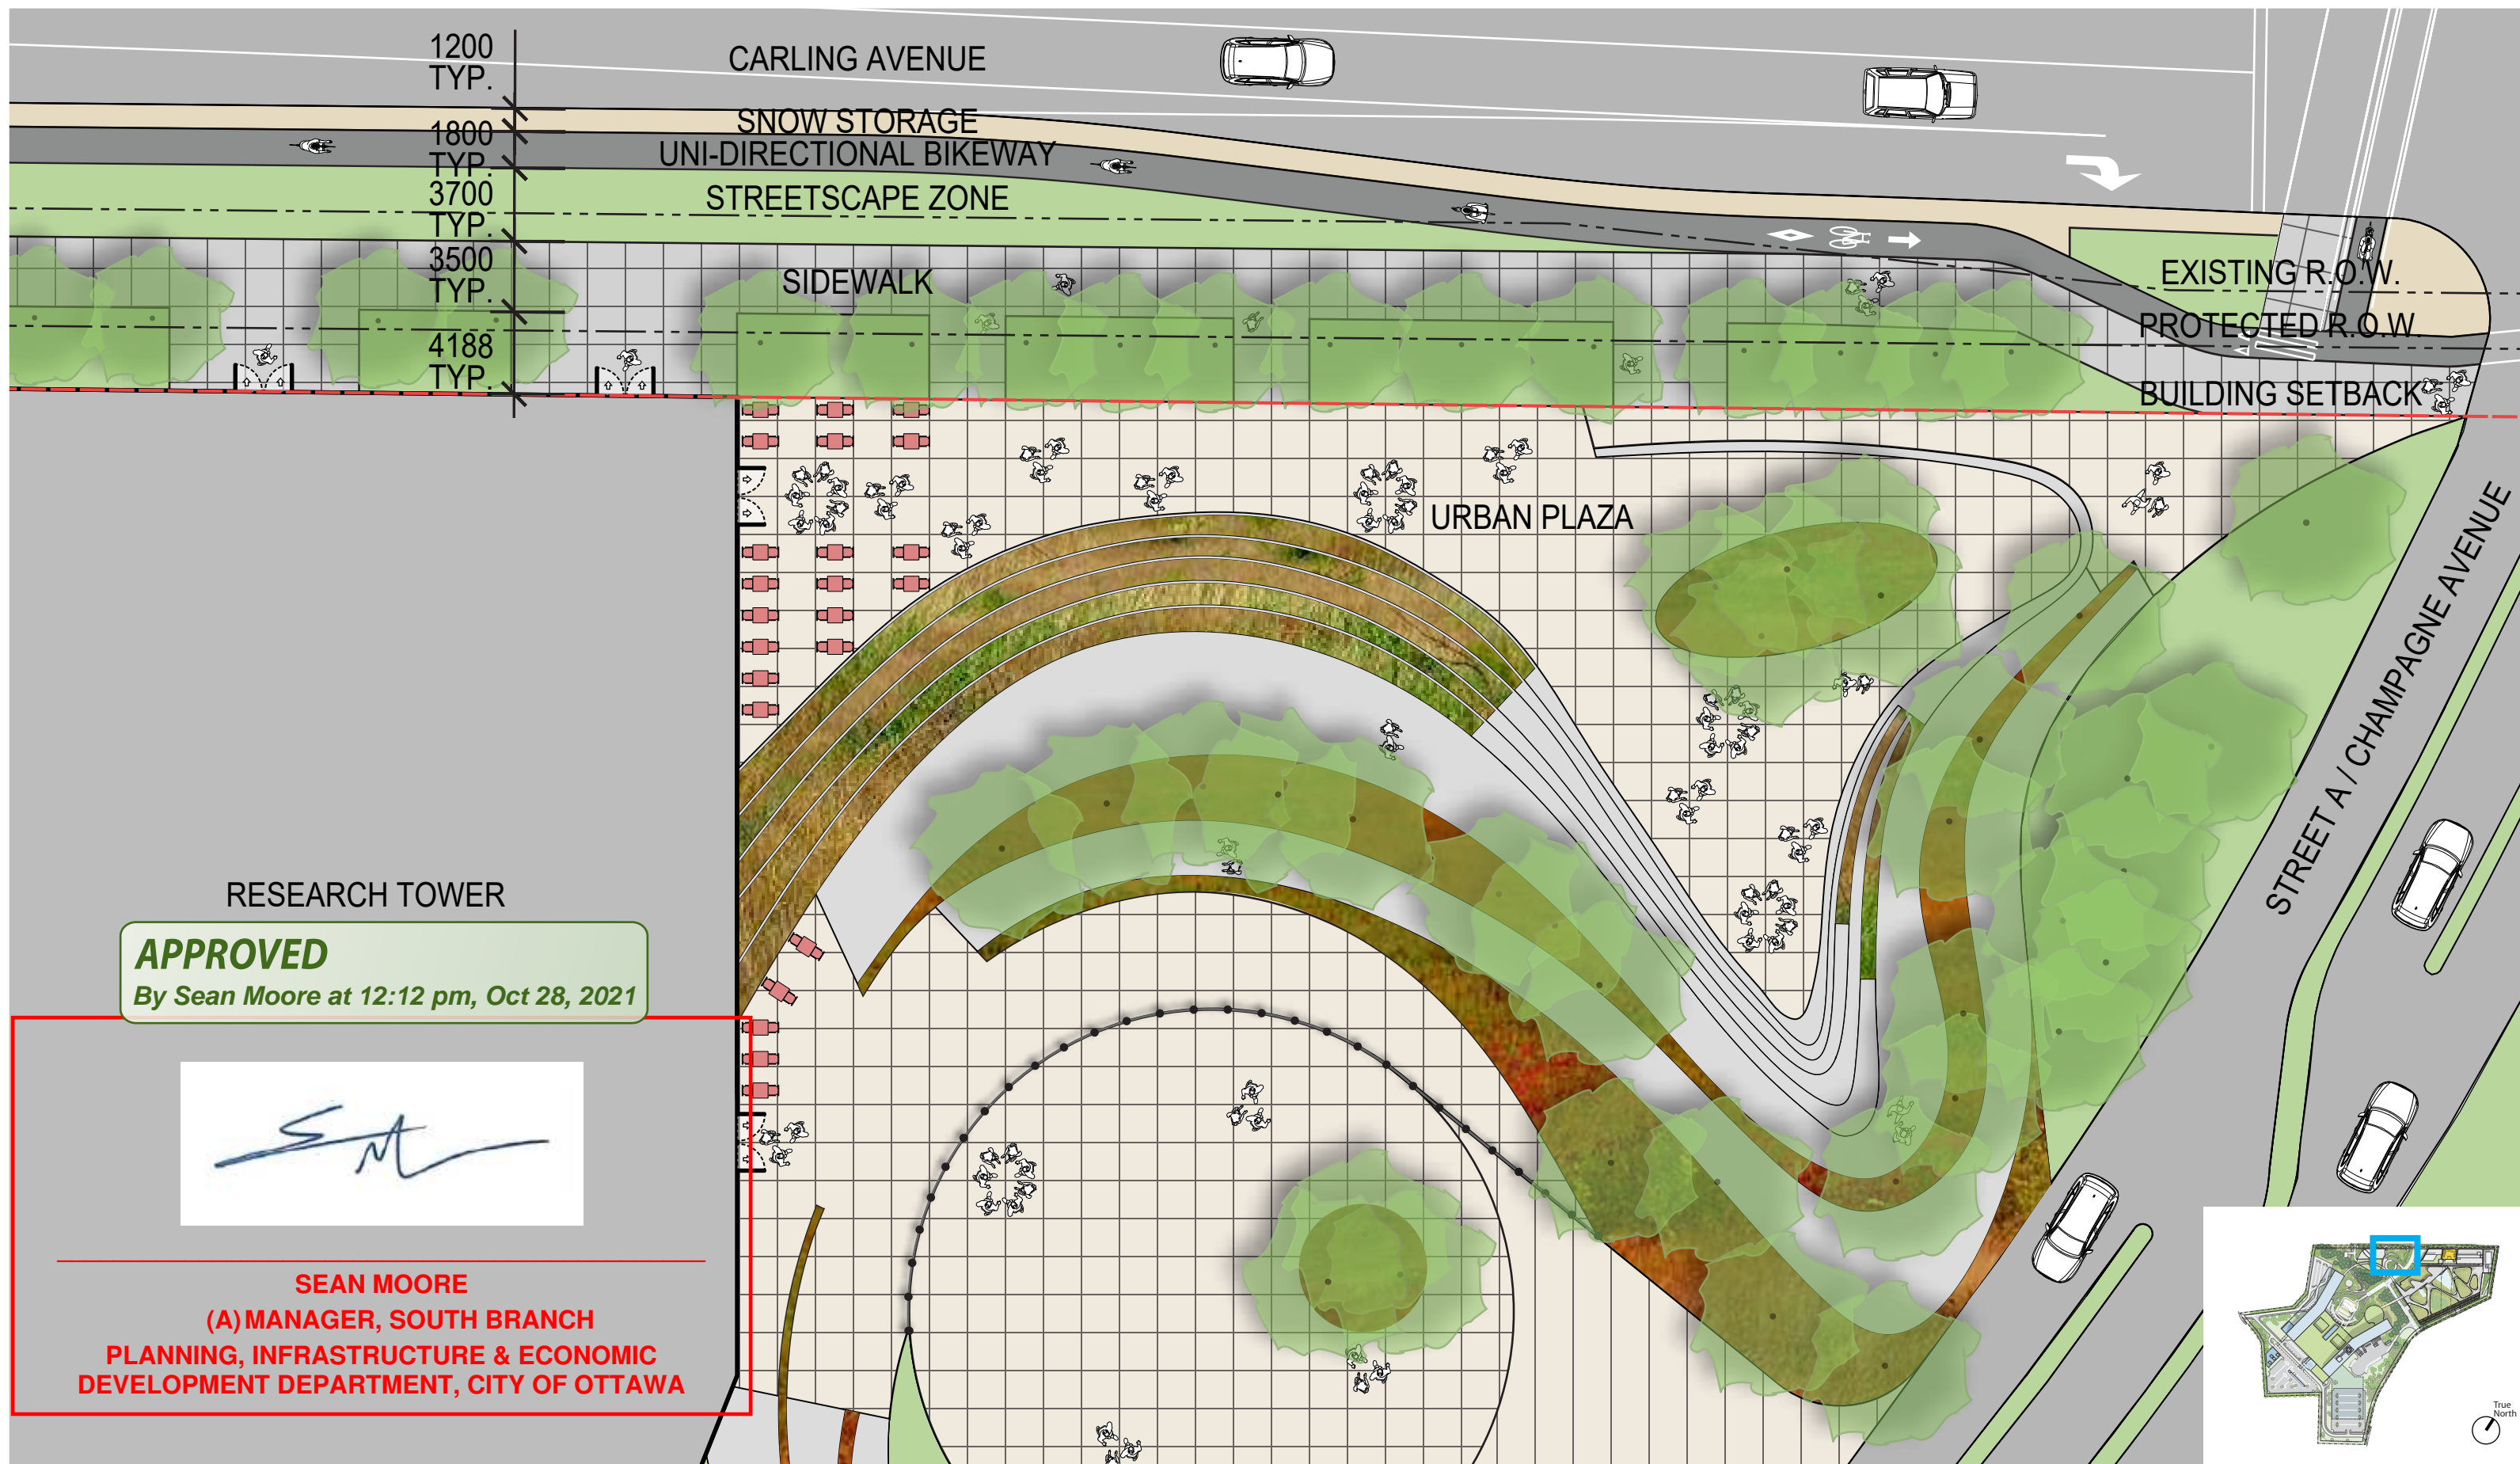 1200
TYP.
CARLING AVENUE
SNOW STORAGE
1800
TYP.
UNI-DIRECTIONAL BIKEWAY
3700
TYP.
STREETSCAPE ZONE
3500
TYP.
SIDEWALK
EXISTING R.O.W.
PROTECTED R.O.W.
4188
TYP.
BUILDING SETBACK
URBAN PLAZA
STREET A / CHAMPAGNE AVENUE
RESEARCH TOWER
APPROVED
By Sean Moore at 12:12 pm, Oct 28, 2021
SM
SEAN MOORE
(A) MANAGER, SOUTH BRANCH
PLANNING, INFRASTRUCTURE & ECONOMIC
DEVELOPMENT DEPARTMENT, CITY OF OTTAWA
True
North